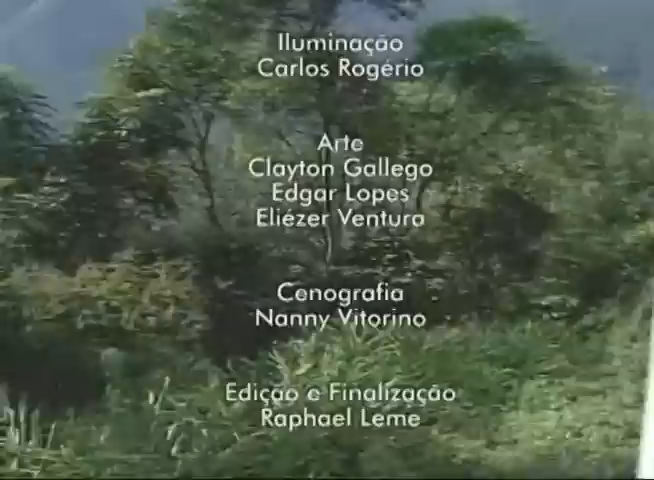 Iluminação
Carlos Rogério
Arte
Clayton Gallego
Edgar Lopes
Eliézer Ventura
Cenografia
Nanny Vitorino
Edição e Finalização
Raphael Leme